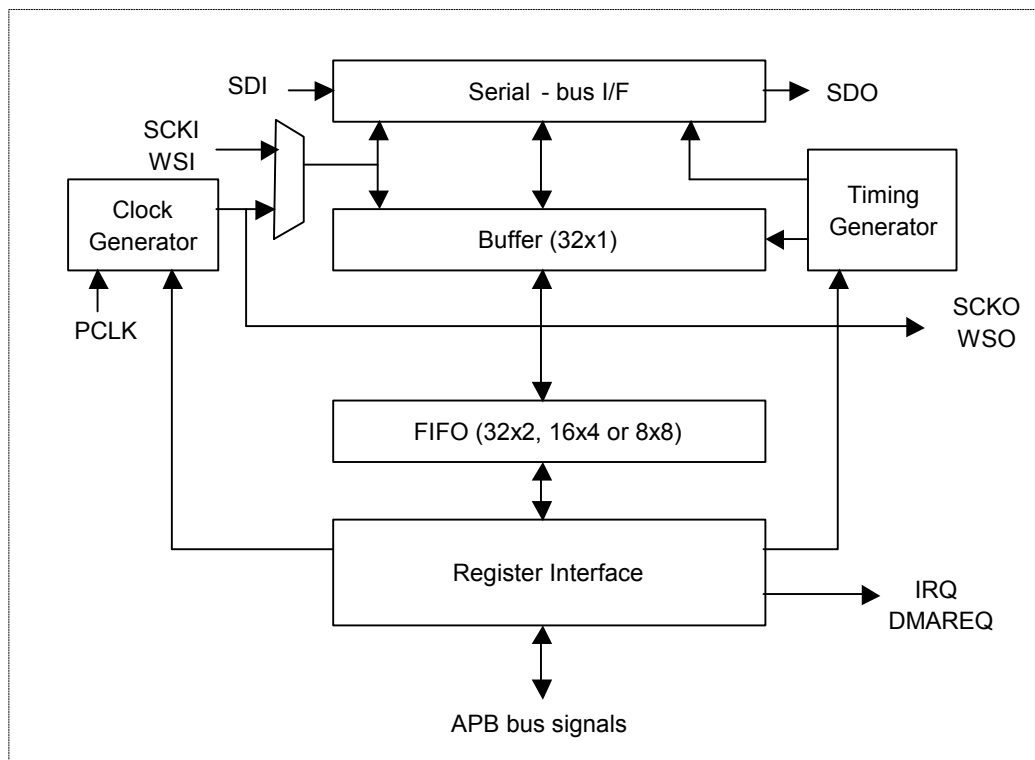 SDI
Serial - bus I/F
SDO
SCKI
WSI
Clock
Generator
Timing
Generator
Buffer (32x1)
PCLK
SCKO
WSO
FIFO (32x2, 16x4 or 8x8)
Register Interface
IRQ
DMAREQ
APB bus signals